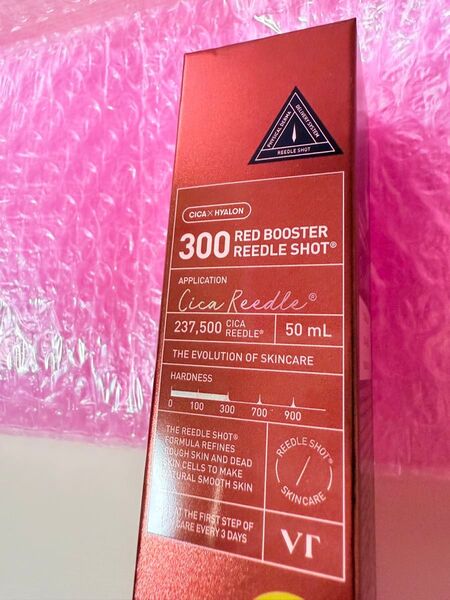 PHYSICAL DERMA
DELIVERY SYSTEM
REEDLE SHOT
CICA × HYALON
300 RED BOOSTER
REEDLE SHOT®
APPLICATION
Cica Reedle®
237,500 CICA
REEDLE®
50 mL
THE EVOLUTION OF SKINCARE
HARDNESS
0 100 300 700 900
THE REEDLE SHOT®
FORMULA REFINES
ROUGH SKIN AND DEAD
SKIN CELLS TO MAKE
NATURAL SMOOTH SKIN
REEDLE SHOT®
SKINCARE
AT THE FIRST STEP OF
CARE EVERY 3 DAYS
VT